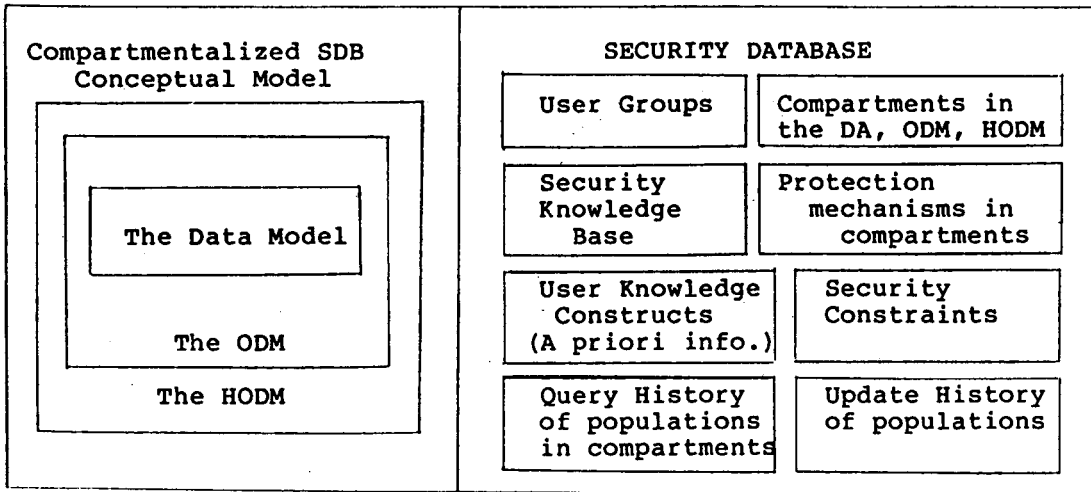 Compartmentalized SDB
Conceptual Model
The Data Model
The ODM
The HODM
SECURITY DATABASE
User Groups
Compartments in
the DA, ODM, HODM
Security
Knowledge
Base
Protection
mechanisms in
compartments
User Knowledge
Constructs
(A priori info.)
Security
Constraints
Query History
of populations
in compartments
Update History
of populations